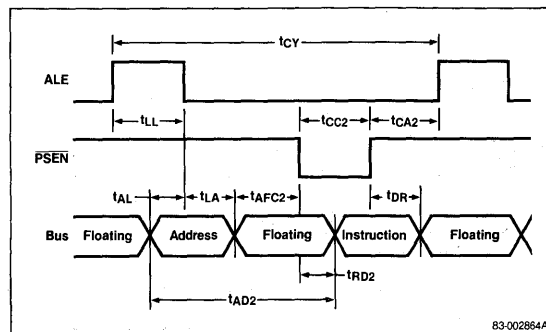 tCY
ALE
tLL tCC2 tCA2
PSEN
tAL tLA tAFC2 tDR
Bus Floating Address Floating Instruction Floating
tRD2
tAD2
83-002864A